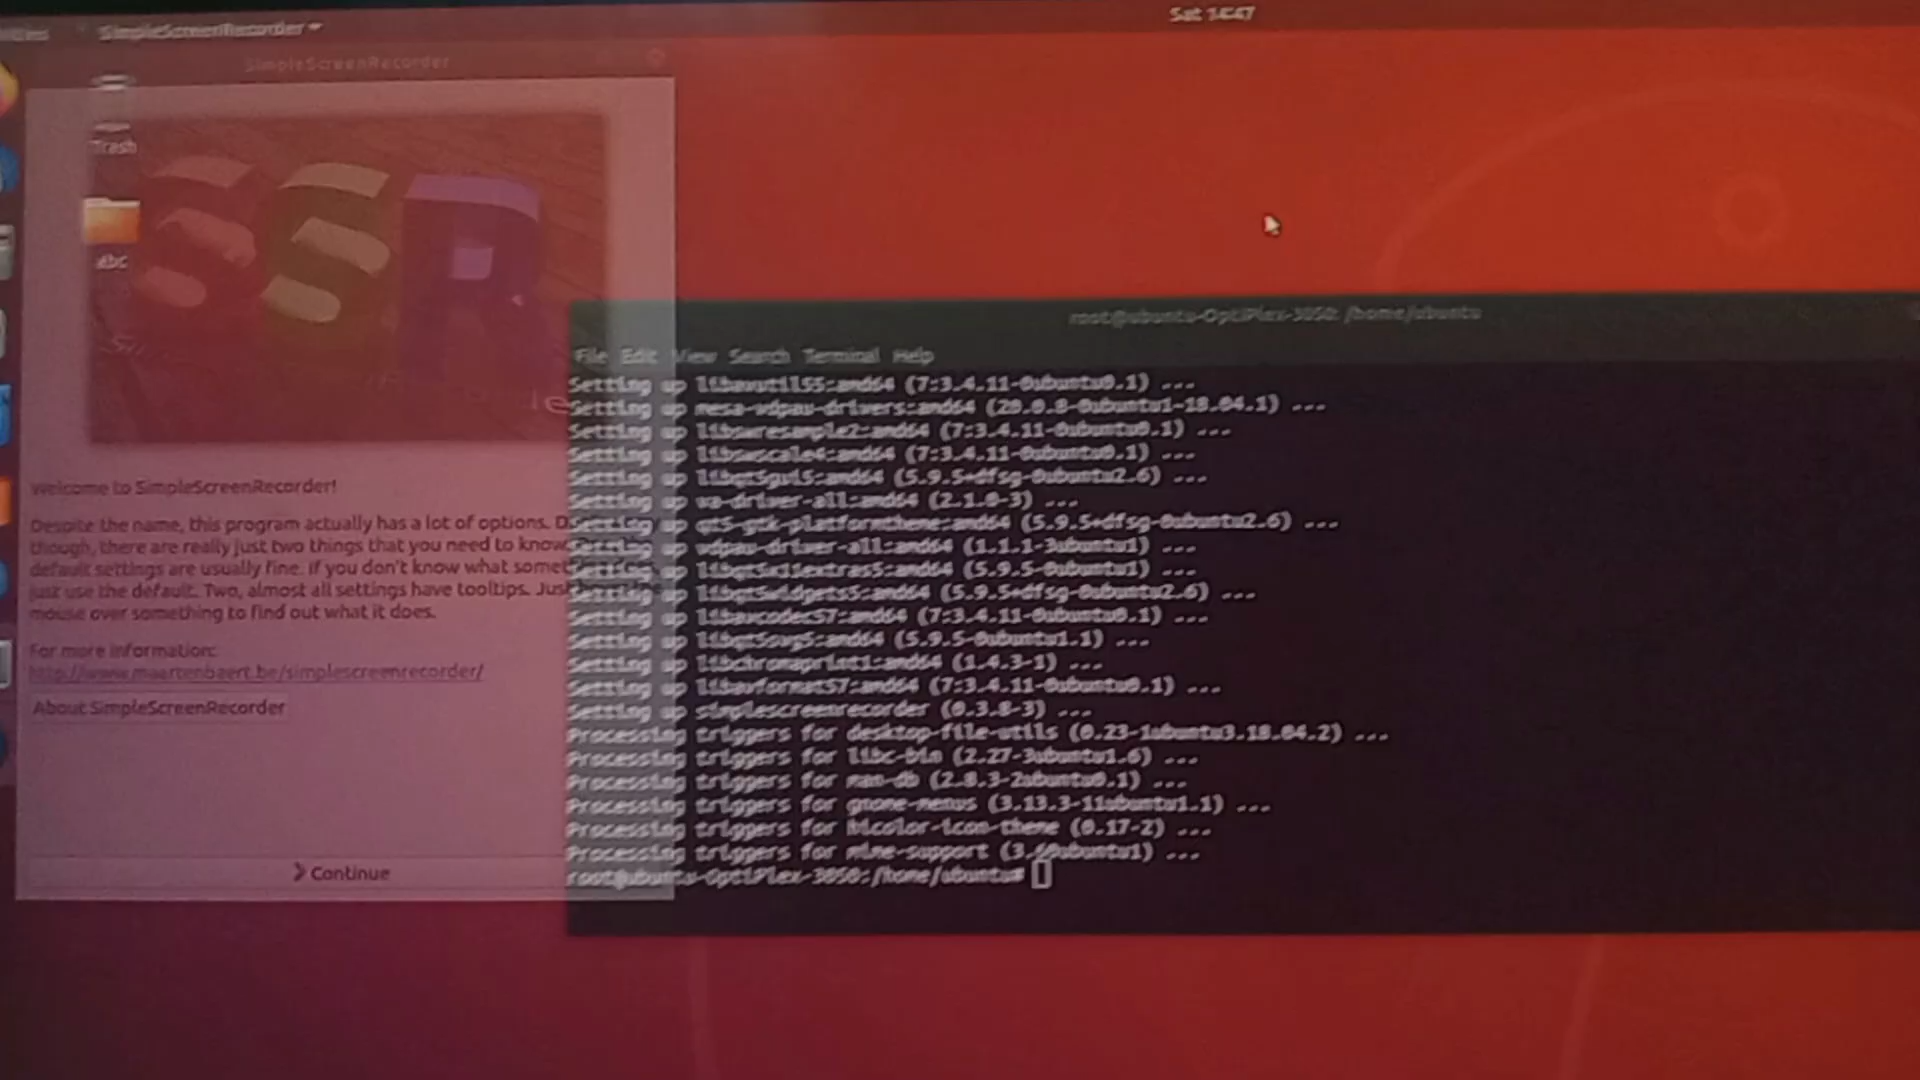 SimpleScreenRecorder
Sat 14:47
SimpleScreenRecorder
Trash
abc
Welcome to SimpleScreenRecorder!
Despite the name, this program actually has a lot of options. D
though, there are really just two things that you need to know
default settings are usually fine. If you don't know what somet
just use the default. Two, almost all settings have tooltips. Jus
mouse over something to find out what it does.
For more information:
http://www.maartenbaert.be/simplescreenrecorder/
About SimpleScreenRecorder
Continue
root@ubuntu-OptiPlex-3050: /home/ubuntu
File Edit View Search Terminal Help
Setting up libavutil55:amd64 (7:3.4.11-0ubuntu0.1) ...
Setting up mesa-vdpau-drivers:amd64 (20.0.8-0ubuntu1~18.04.1) ...
Setting up libswresample2:amd64 (7:3.4.11-0ubuntu0.1) ...
Setting up libswscale4:amd64 (7:3.4.11-0ubuntu0.1) ...
Setting up libqt5gui5:amd64 (5.9.5+dfsg-0ubuntu2.6) ...
Setting up va-driver-all:amd64 (2.1.0-3) ...
Setting up qt5-gtk-platformtheme:amd64 (5.9.5+dfsg-0ubuntu2.6) ...
Setting up vdpau-driver-all:amd64 (1.1.1-3ubuntu1) ...
Setting up libqt5x11extras5:amd64 (5.9.5-0ubuntu1) ...
Setting up libqt5widgets5:amd64 (5.9.5+dfsg-0ubuntu2.6) ...
Setting up libavcodec57:amd64 (7:3.4.11-0ubuntu0.1) ...
Setting up libqt5svg5:amd64 (5.9.5-0ubuntu1.1) ...
Setting up libchromaprint1:amd64 (1.4.3-1) ...
Setting up libavformat57:amd64 (7:3.4.11-0ubuntu0.1) ...
Setting up simplescreenrecorder (0.3.8-3) ...
Processing triggers for desktop-file-utils (0.23-1ubuntu3.18.04.2) ...
Processing triggers for libc-bin (2.27-3ubuntu1.6) ...
Processing triggers for man-db (2.8.3-2ubuntu0.1) ...
Processing triggers for gnome-menus (3.13.3-11ubuntu1.1) ...
Processing triggers for hicolor-icon-theme (0.17-2) ...
Processing triggers for mime-support (3.60ubuntu1) ...
root@ubuntu-OptiPlex-3050:/home/ubuntu#